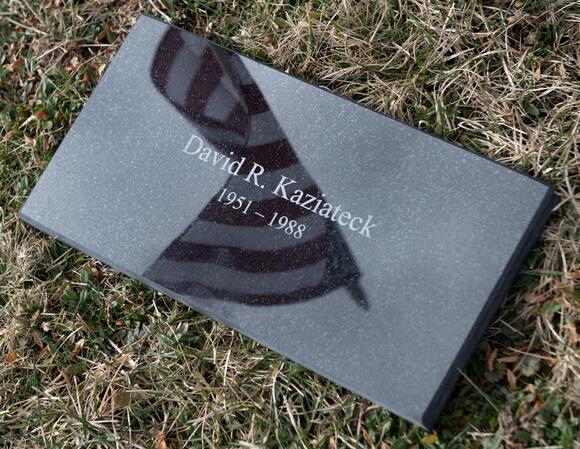 David R. Kaziateck
1951 – 1988